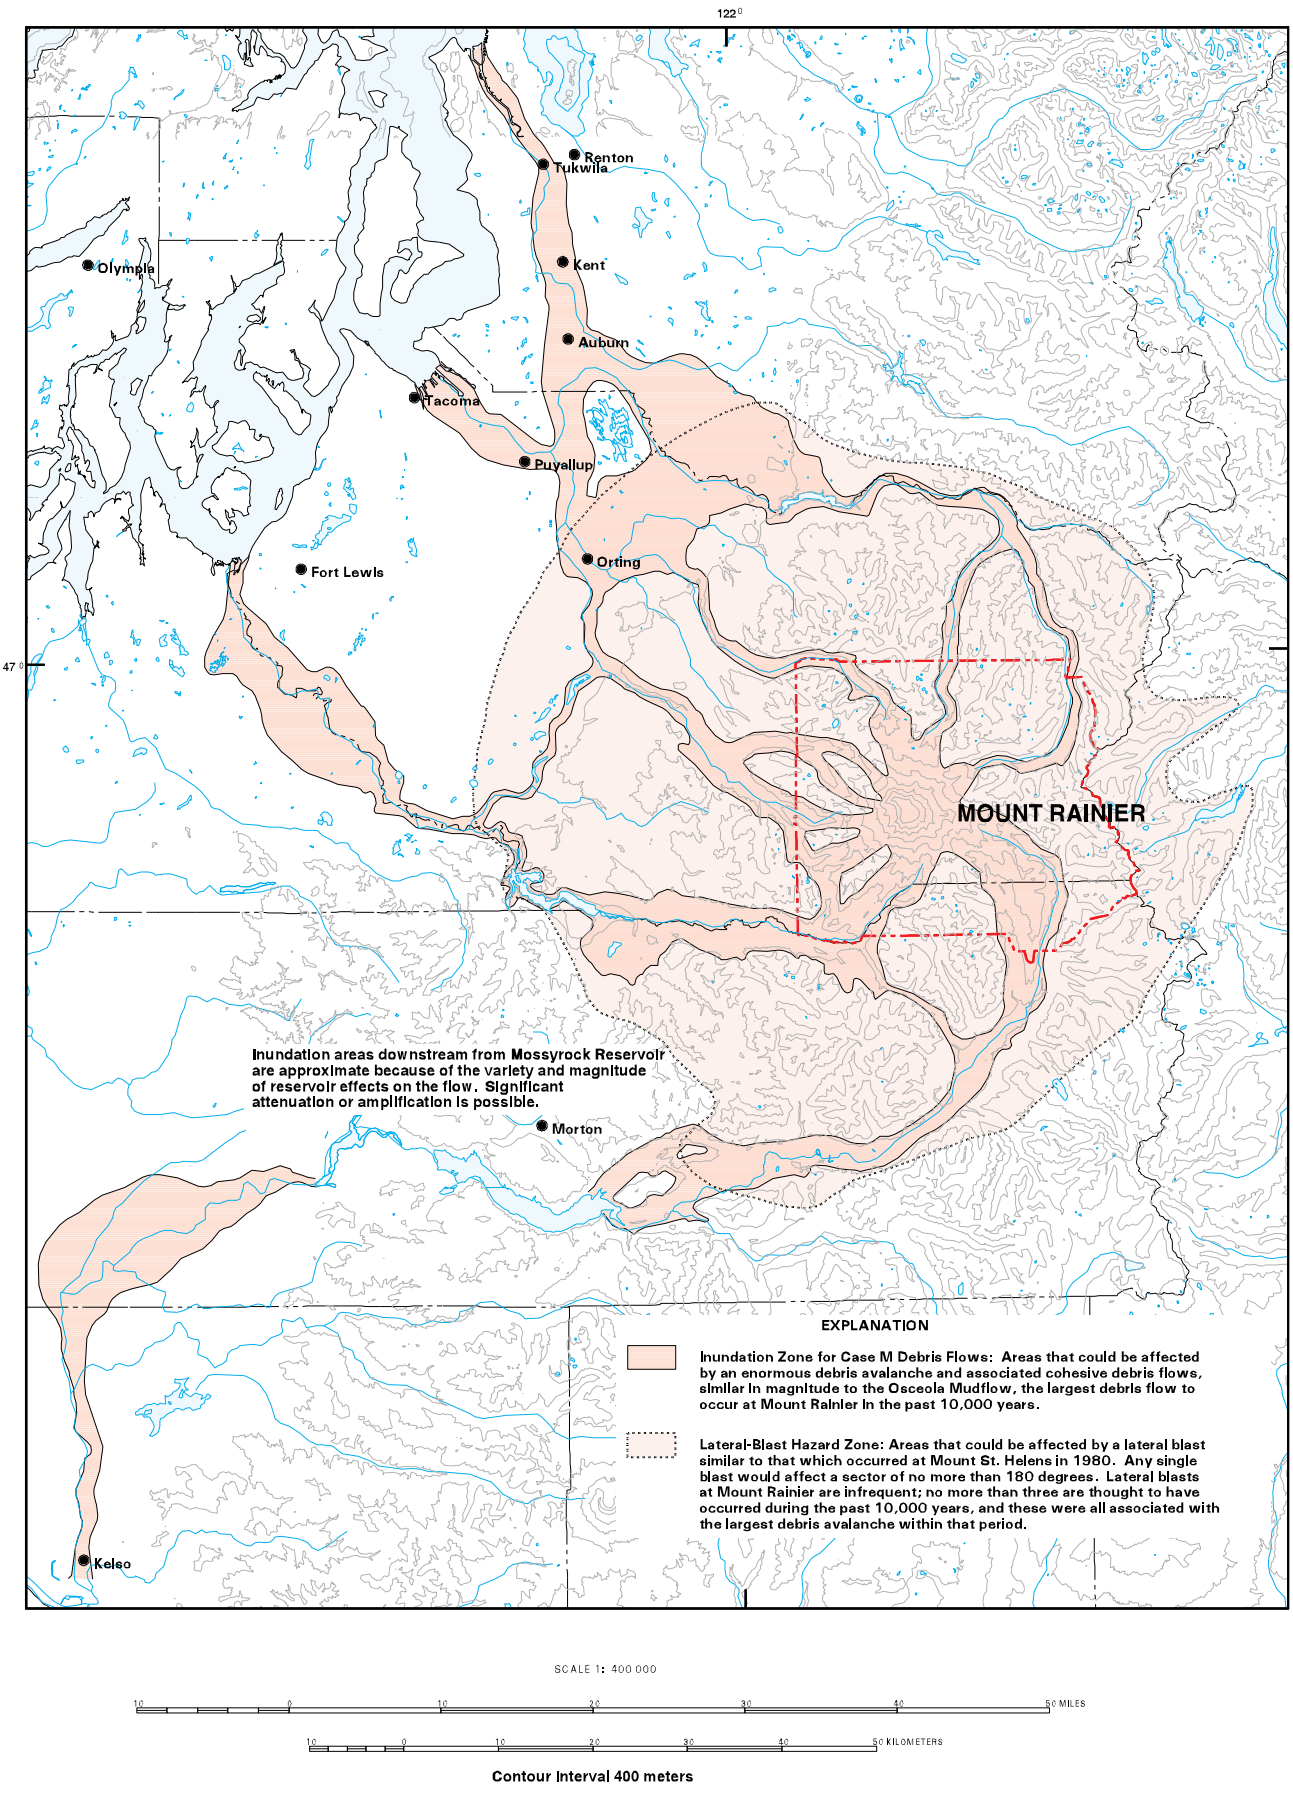 122°
Renton
Tukwila
Olympia
Kent
Auburn
Tacoma
Puyallup
Orting
Fort Lewis
47°
MOUNT RAINIER
Inundation areas downstream from Mossyrock Reservoir
are approximate because of the variety and magnitude
of reservoir effects on the flow. Significant
attenuation or amplification is possible.
Morton
EXPLANATION
Inundation Zone for Case M Debris Flows: Areas that could be affected
by an enormous debris avalanche and associated cohesive debris flows,
similar in magnitude to the Osceola Mudflow, the largest debris flow to
occur at Mount Rainier in the past 10,000 years.
Lateral-Blast Hazard Zone: Areas that could be affected by a lateral blast
similar to that which occurred at Mount St. Helens in 1980. Any single
blast would affect a sector of no more than 180 degrees. Lateral blasts
at Mount Rainier are infrequent; no more than three are thought to have
occurred during the past 10,000 years, and these were all associated with
the largest debris avalanche within that period.
Kelso
SCALE 1: 400 000
10 0 10 20 30 40 50 MILES
10 0 10 20 30 40 50 KILOMETERS
Contour Interval 400 meters